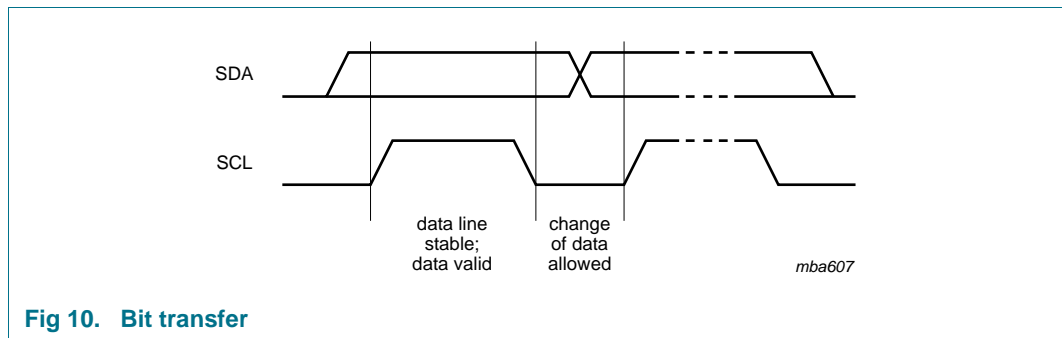 SDA
SCL
data line
stable;
data valid
change
of data
allowed
mba607
Fig 10. Bit transfer